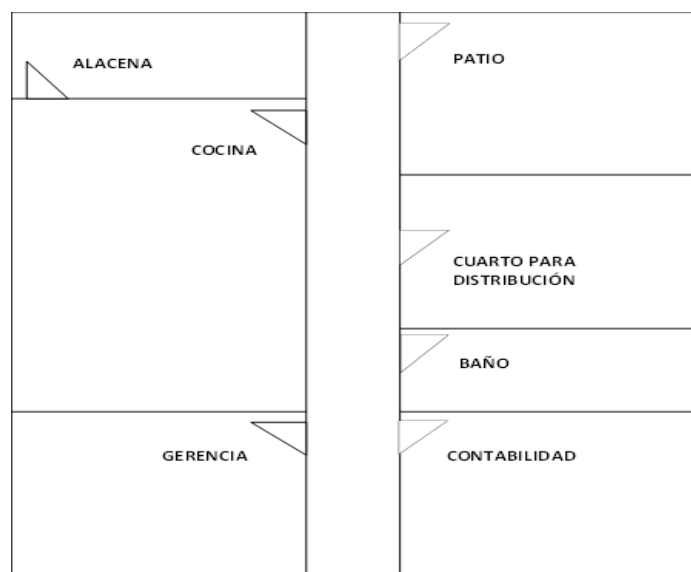 ALACENA
PATIO
COCINA
CUARTO PARA
DISTRIBUCIÓN
BAÑO
GERENCIA
CONTABILIDAD